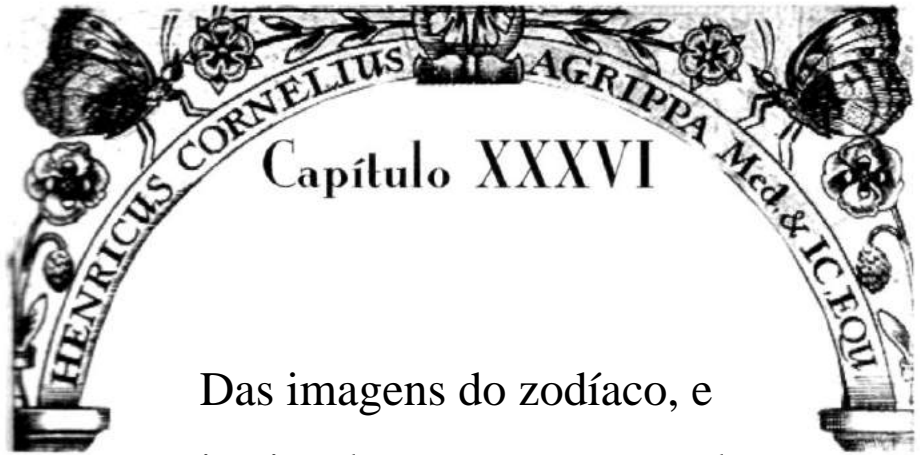 HENRICUS CORNELIUS AGRIPPA Med, & IC, EQU
Capítulo XXXVI
Das imagens do zodíaco, e